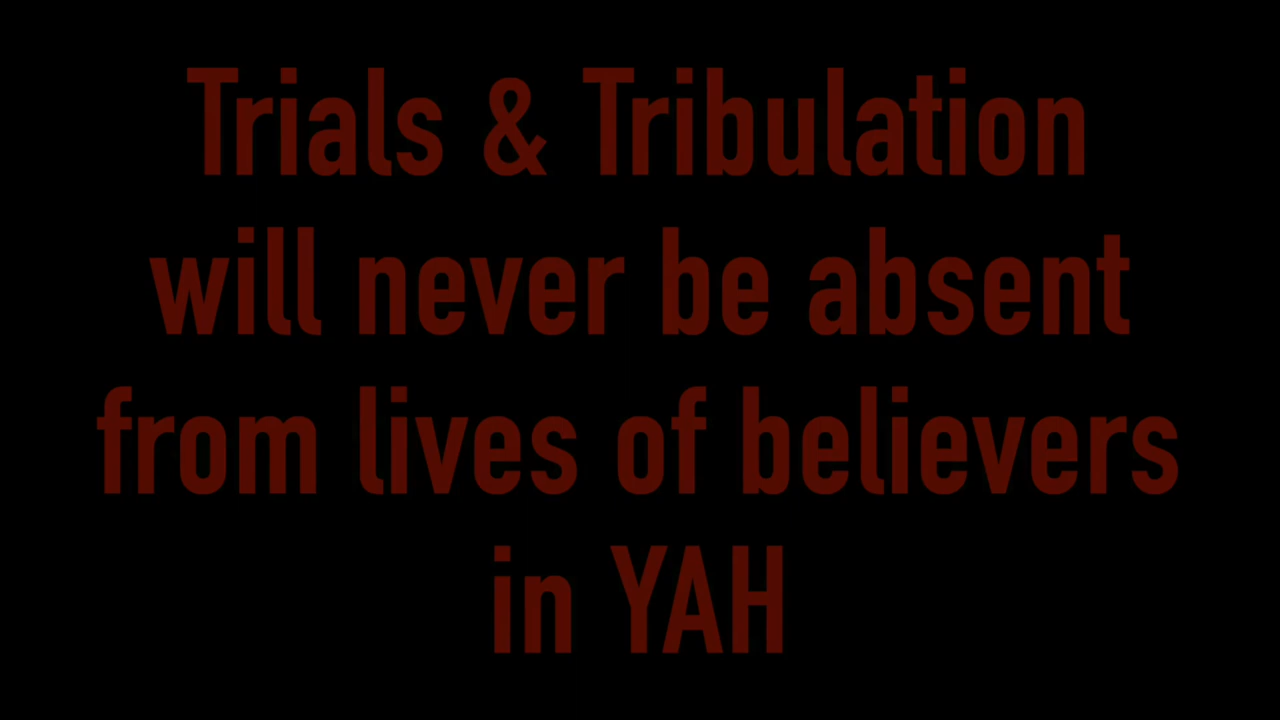 Trials & Tribulation
will never be absent
from lives of believers
in YAH